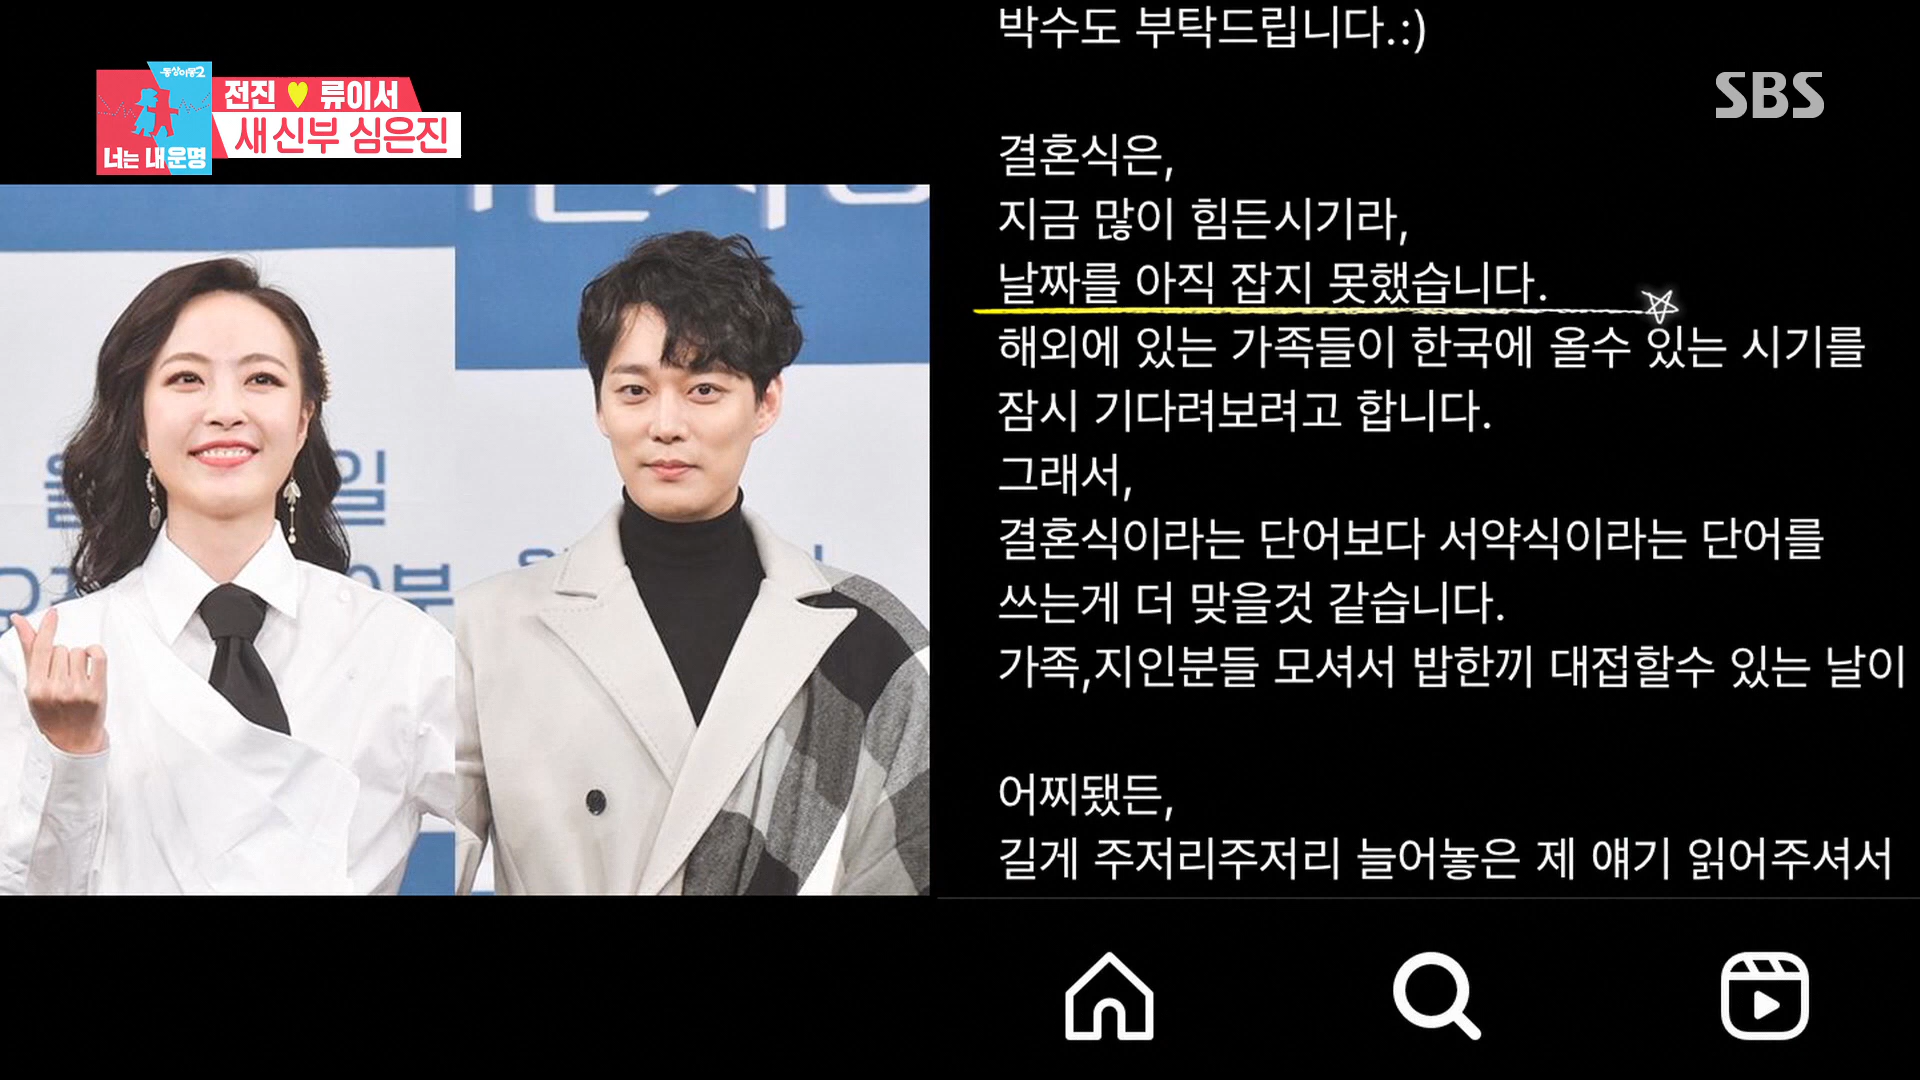 동상이몽2
너는 내 운명
전진 ♥ 류이서
새신부 심은진
SBS
박수도 부탁드립니다.:)
결혼식은,
지금 많이 힘든시기라,
날짜를 아직 잡지 못했습니다.
해외에 있는 가족들이 한국에 올수 있는 시기를
잠시 기다려보려고 합니다.
그래서,
결혼식이라는 단어보다 서약식이라는 단어를
쓰는게 더 맞을것 같습니다.
가족,지인분들 모셔서 밥한끼 대접할수 있는 날이
어찌됐든,
길게 주저리주저리 늘어놓은 제 얘기 읽어주셔서
일